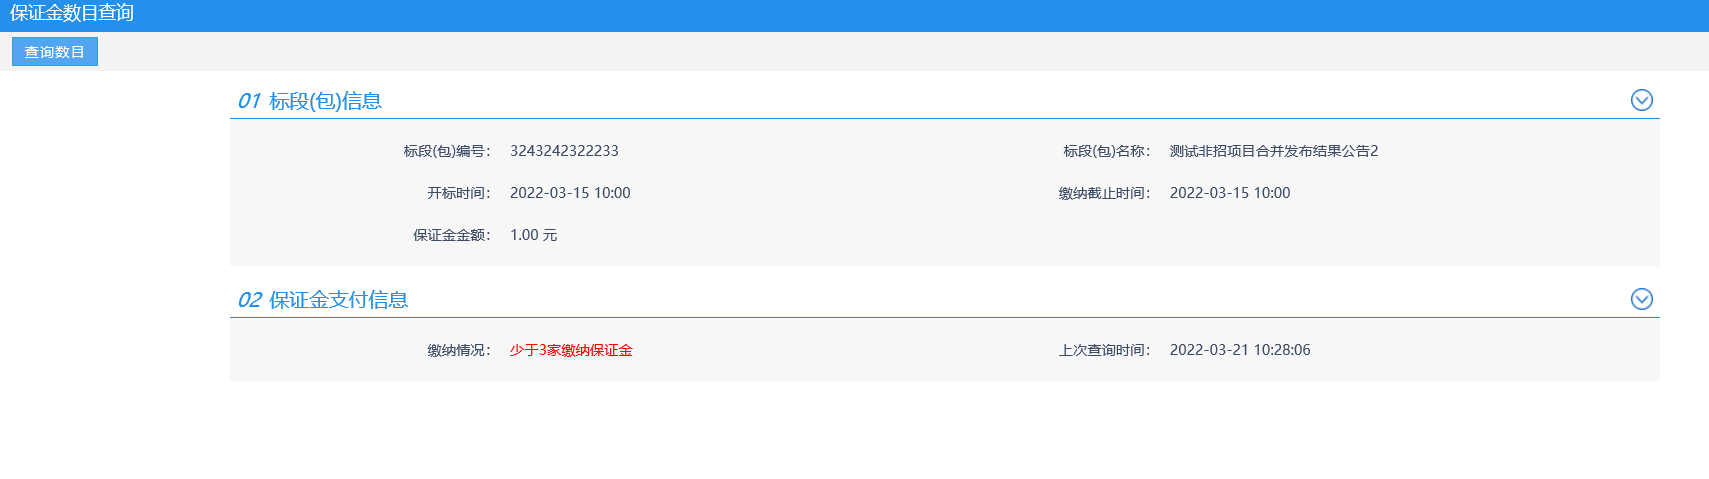 保证金数目查询
查询数目
01 标段(包)信息
标段(包)编号： 3243242322233 标段(包)名称： 测试非招项目合并发布结果公告2
开标时间： 2022-03-15 10:00 缴纳截止时间： 2022-03-15 10:00
保证金金额： 1.00 元
02 保证金支付信息
缴纳情况： 少于3家缴纳保证金 上次查询时间： 2022-03-21 10:28:06